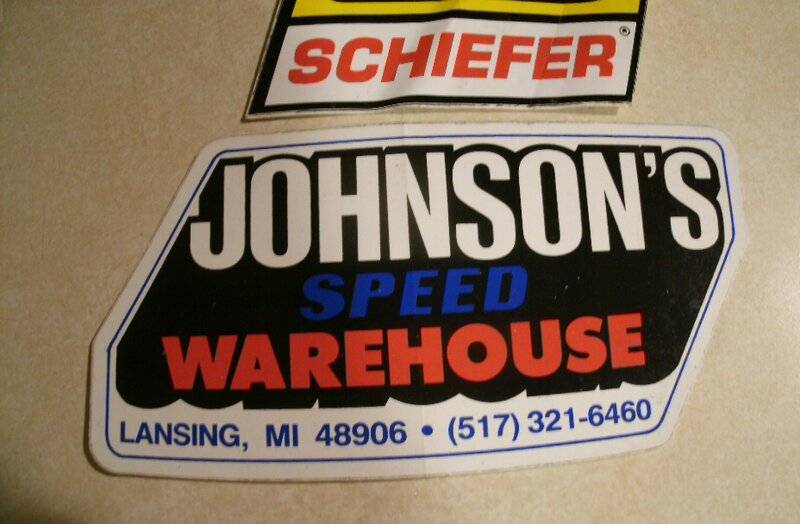 SCHIEFER®
JOHNSON'S
SPEED
WAREHOUSE
LANSING, MI 48906 • (517) 321-6460